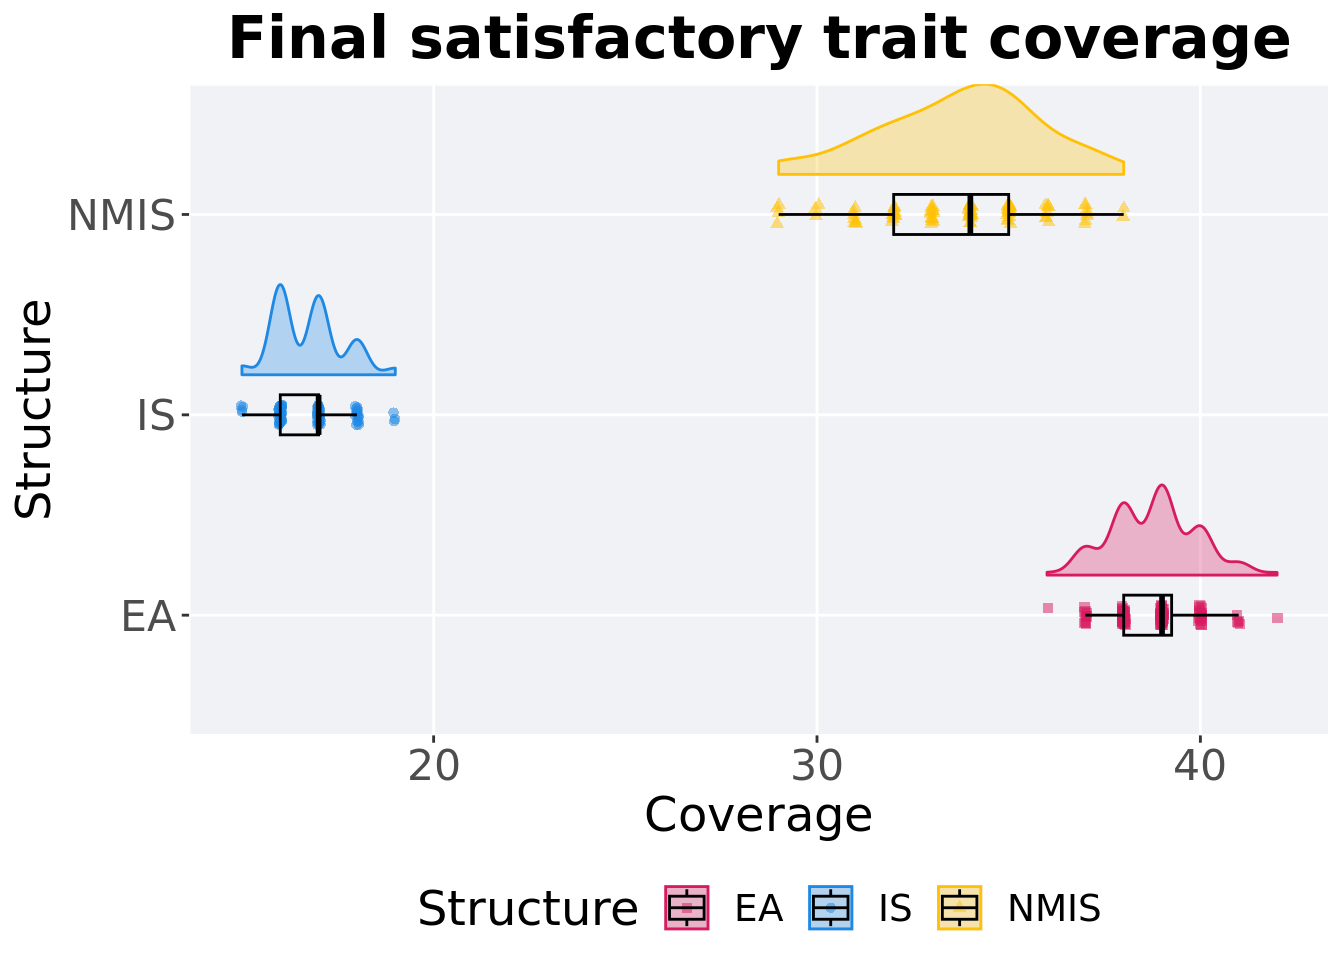 Final satisfactory trait coverage
Structure
NMIS
IS
EA
20 30 40
Coverage
Structure EA IS NMIS